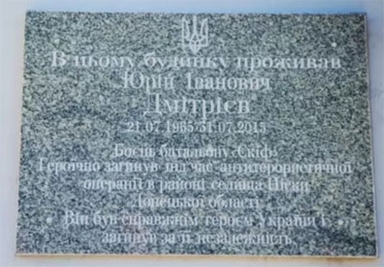 В цьому будинку проживав
Юрій Іванович
Дмітрієв
21.07.1965-31.07.2015
Боєць батальйону «Скіф»
Героїчно загинув під час антитерористичної
операції в районі селища Піски
Донецької області
Він був справжнім героєм України і
загинув за її незалежність